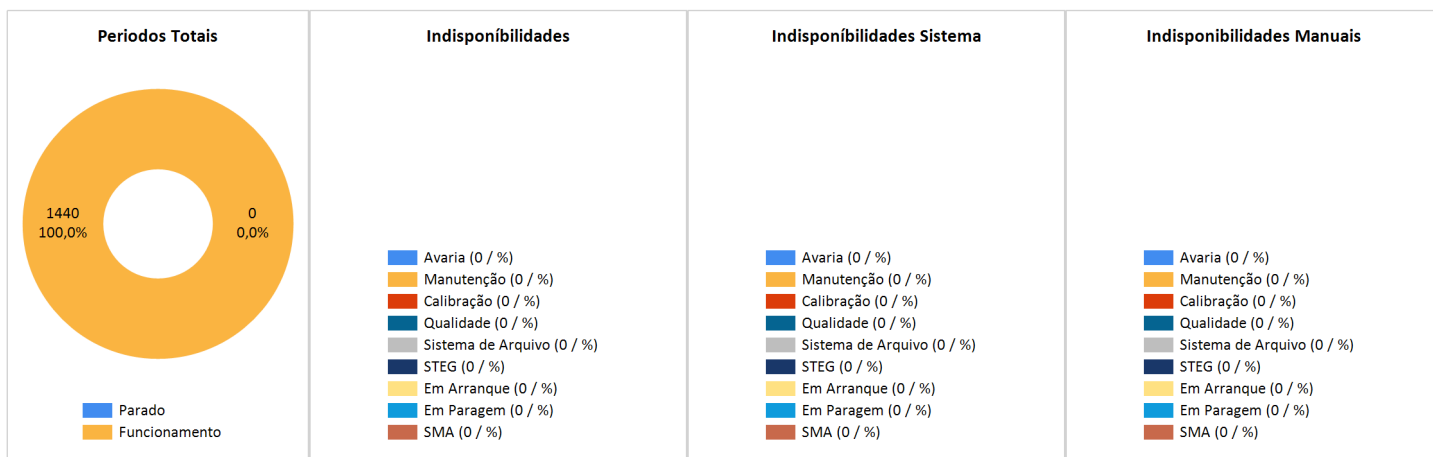 Periodos Totais
1440
100,0%
0
0,0%
Parado
Funcionamento
Indisponíbilidades
Avaria (0 / %)
Manutenção (0 / %)
Calibração (0 / %)
Qualidade (0 / %)
Sistema de Arquivo (0 / %)
STEG (0 / %)
Em Arranque (0 / %)
Em Paragem (0 / %)
SMA (0 / %)
Indisponíbilidades Sistema
Avaria (0 / %)
Manutenção (0 / %)
Calibração (0 / %)
Qualidade (0 / %)
Sistema de Arquivo (0 / %)
STEG (0 / %)
Em Arranque (0 / %)
Em Paragem (0 / %)
SMA (0 / %)
Indisponibilidades Manuais
Avaria (0 / %)
Manutenção (0 / %)
Calibração (0 / %)
Qualidade (0 / %)
Sistema de Arquivo (0 / %)
STEG (0 / %)
Em Arranque (0 / %)
Em Paragem (0 / %)
SMA (0 / %)